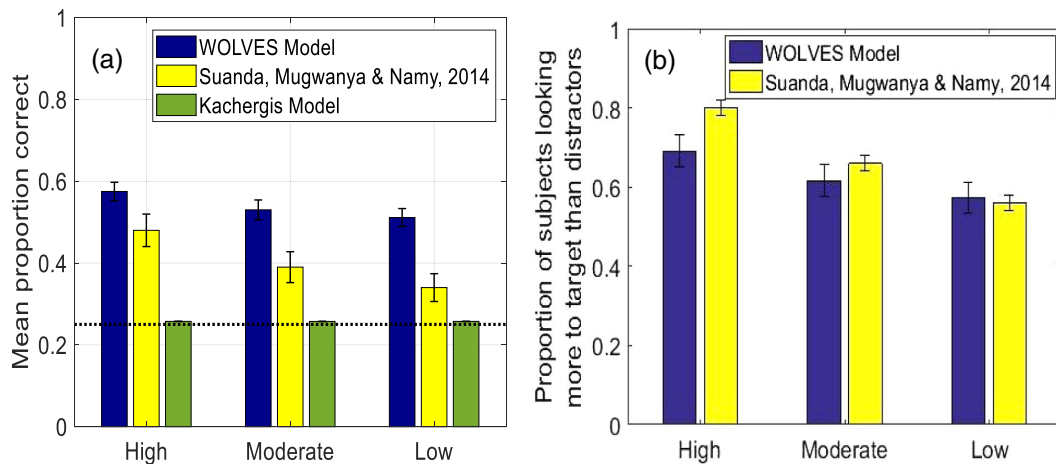 (a)
WOLVES Model
Suanda, Mugwanya & Namy, 2014
Kachergis Model
Mean proportion correct
1
0.8
0.6
0.4
0.2
0
High
Moderate
Low
(b)
WOLVES Model
Suanda, Mugwanya & Namy, 2014
Proportion of subjects looking
more to target than distractors
1
0.8
0.6
0.4
0.2
0
High
Moderate
Low